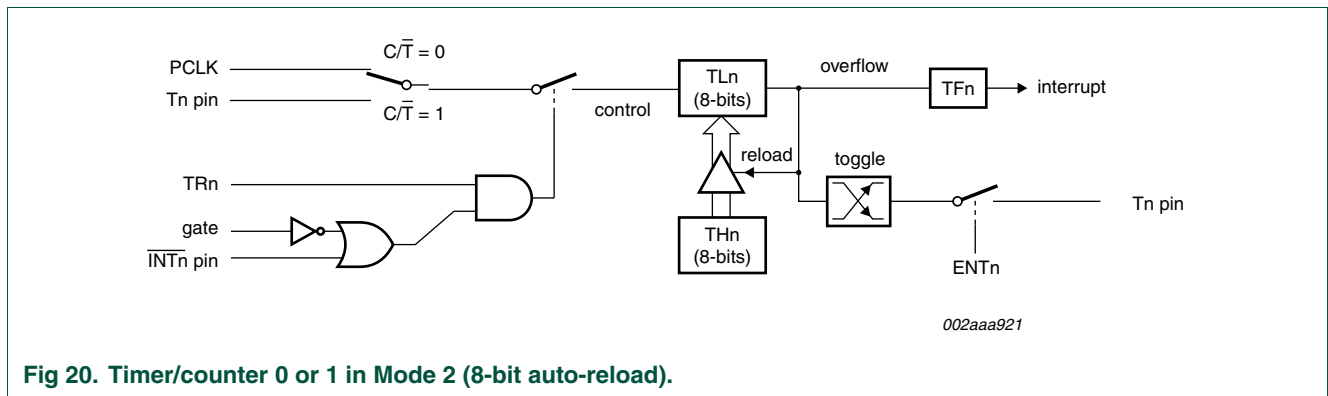 C/T̅ = 0
PCLK
Tn pin
C/T̅ = 1
control
TLn
(8-bits)
overflow
TFn
interrupt
reload
toggle
TRn
gate
I̅N̅T̅n̅ pin
THn
(8-bits)
Tn pin
ENTn
002aaa921
Fig 20. Timer/counter 0 or 1 in Mode 2 (8-bit auto-reload).